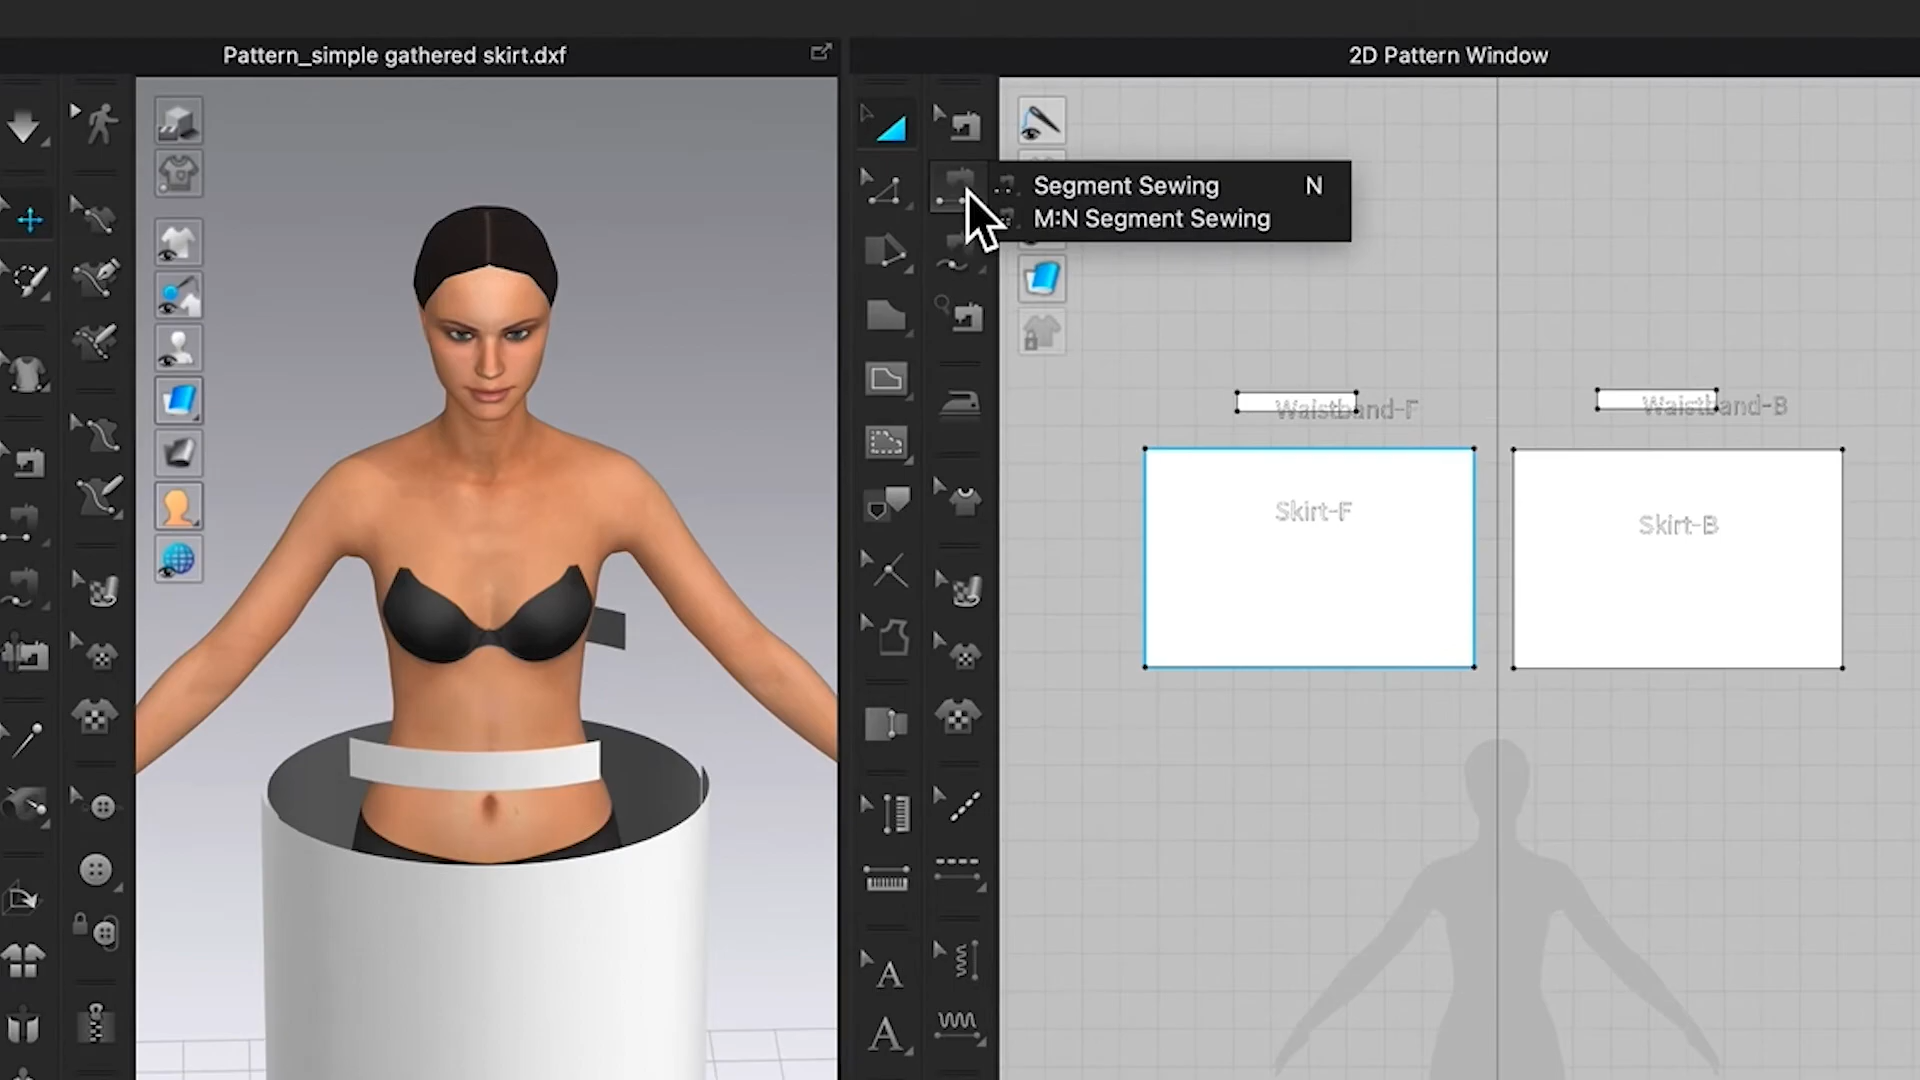 Pattern_simple gathered skirt.dxf
2D Pattern Window
Segment Sewing N
M:N Segment Sewing
Waistband-F
Waistband-B
Skirt-F
Skirt-B
A
A